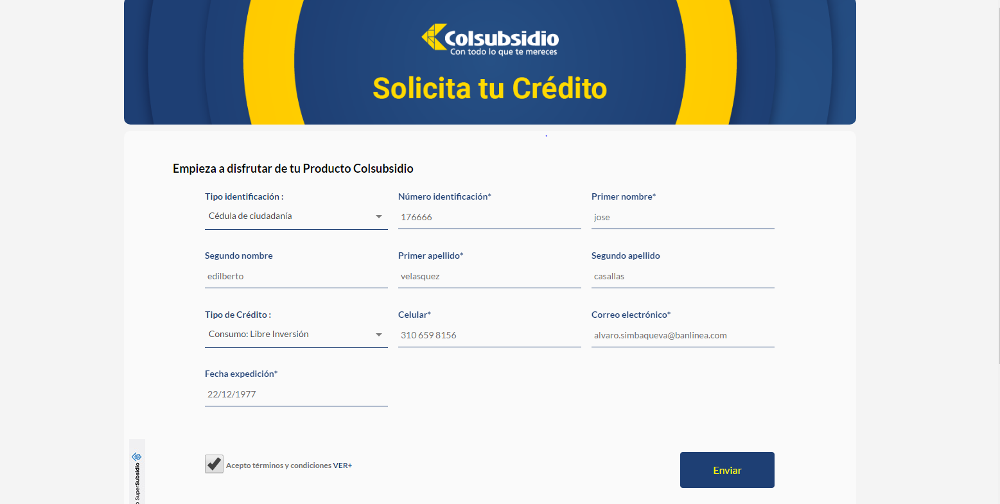 Colsubsidio
Con todo lo que te mereces
Solicita tu Crédito
Empieza a disfrutar de tu Producto Colsubsidio
Tipo identificación :
Número identificación*
Primer nombre*
Cédula de ciudadanía
176666
jose
Segundo nombre
Primer apellido*
Segundo apellido
edilberto
velasquez
casallas
Tipo de Crédito :
Celular*
Correo electrónico*
Consumo: Libre Inversión
310 659 8156
alvaro.simbaqueva@banlinea.com
Fecha expedición*
22/12/1977
Acepto términos y condiciones VER+
Enviar
SuperSubsidio